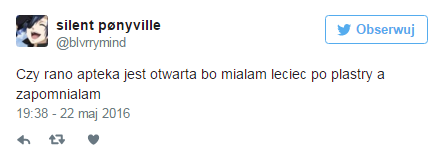 silent pønyville
@blvrrymind
Obserwuj
Czy rano apteka jest otwarta bo mialam leciec po plastry a
zapomnialam
19:38 - 22 maj 2016